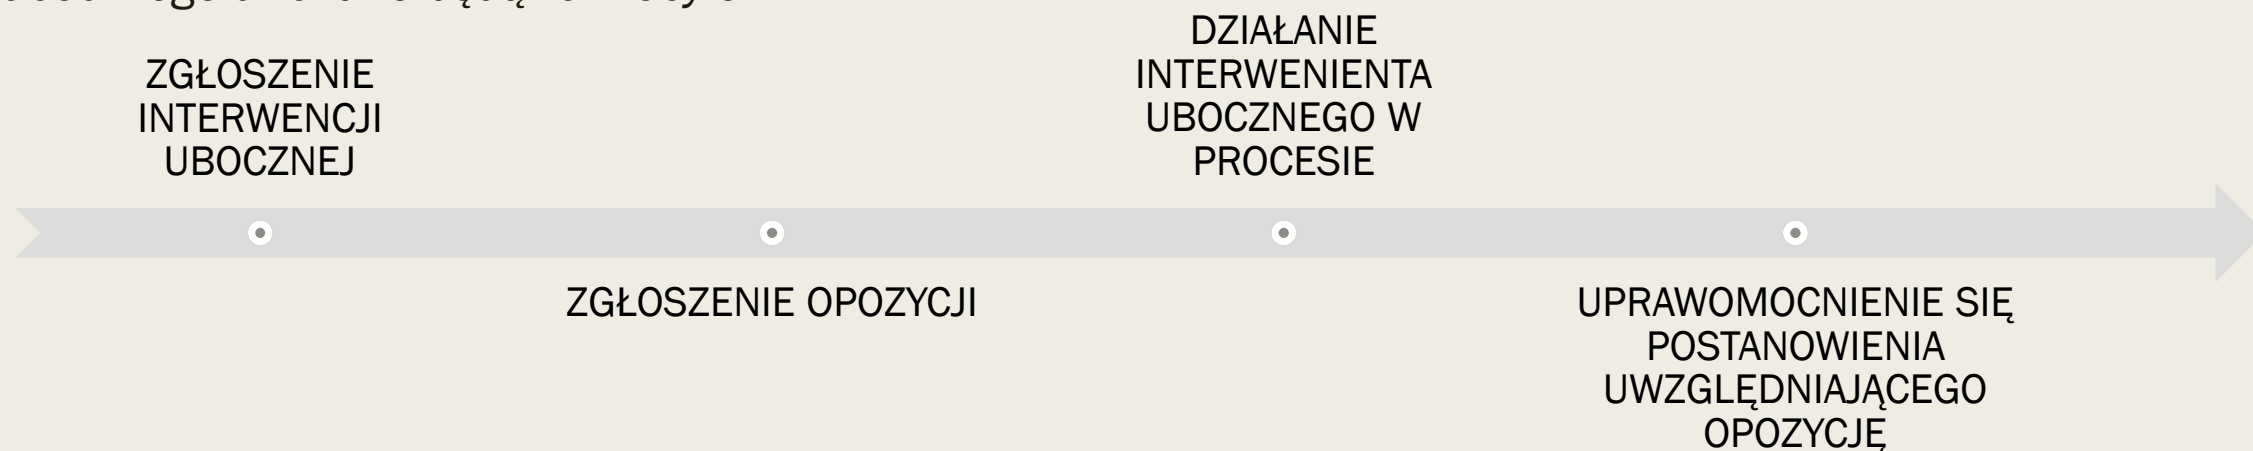 ZGŁOSZENIE
INTERWENCJI
UBOCZNEJ
ZGŁOSZENIE OPOZYCJI
DZIAŁANIE
INTERWENIENTA
UBOCZNEGO W
PROCESIE
UPRAWOMOCNIENIE SIĘ
POSTANOWIENIA
UWZGLĘDNIAJĄCEGO
OPOZYCJĘ